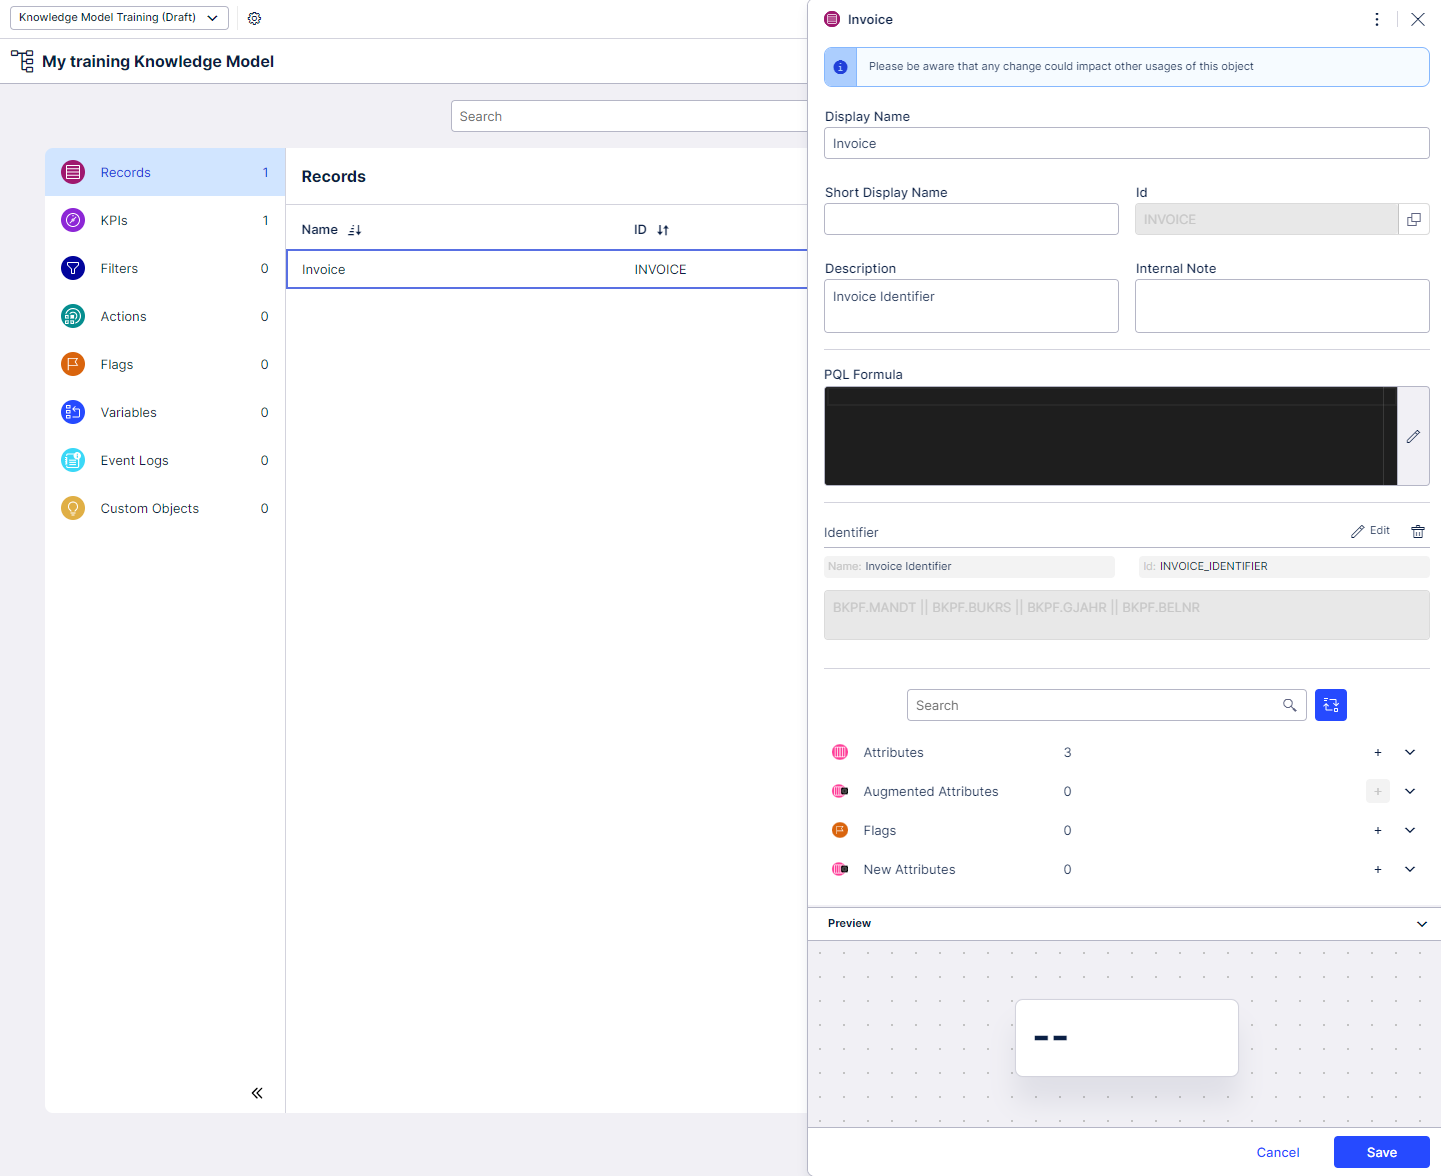 Knowledge Model Training (Draft)
My training Knowledge Model
Search
Records 1
KPIs 1
Filters 0
Actions 0
Flags 0
Variables 0
Event Logs 0
Custom Objects 0
Records
Name ID
Invoice INVOICE
Invoice
Please be aware that any change could impact other usages of this object
Display Name
Invoice
Short Display Name Id
INVOICE
Description Internal Note
Invoice Identifier
PQL Formula
Identifier Edit
Name: Invoice Identifier Id: INVOICE_IDENTIFIER
BKPF.MANDT || BKPF.BUKRS || BKPF.GJAHR || BKPF.BELNR
Search
Attributes 3 +
Augmented Attributes 0 +
Flags 0 +
New Attributes 0 +
Preview
--
Cancel Save